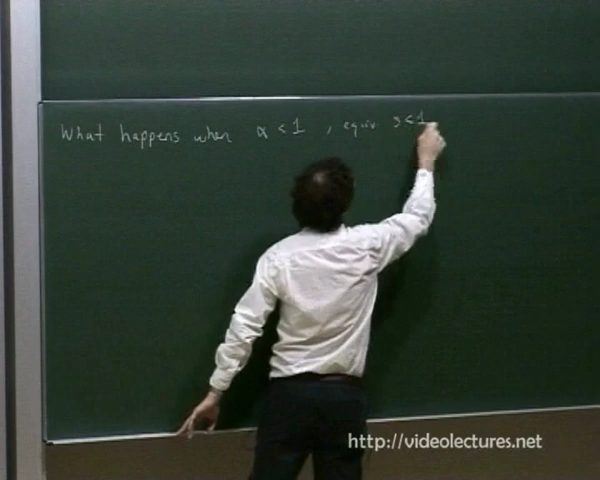 What happens when α < 1 , equiv. s < 1
http://videolectures.net